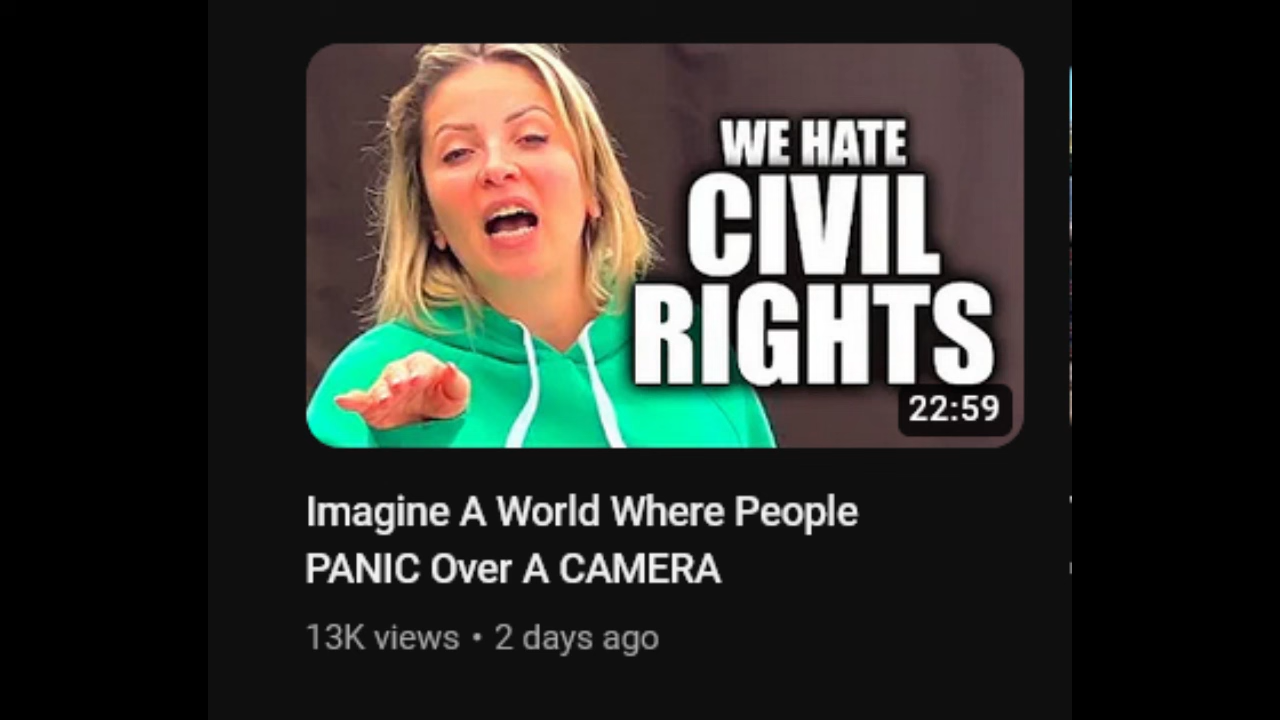 WE HATE
CIVIL
RIGHTS
22:59
Imagine A World Where People
PANIC Over A CAMERA
13K views • 2 days ago